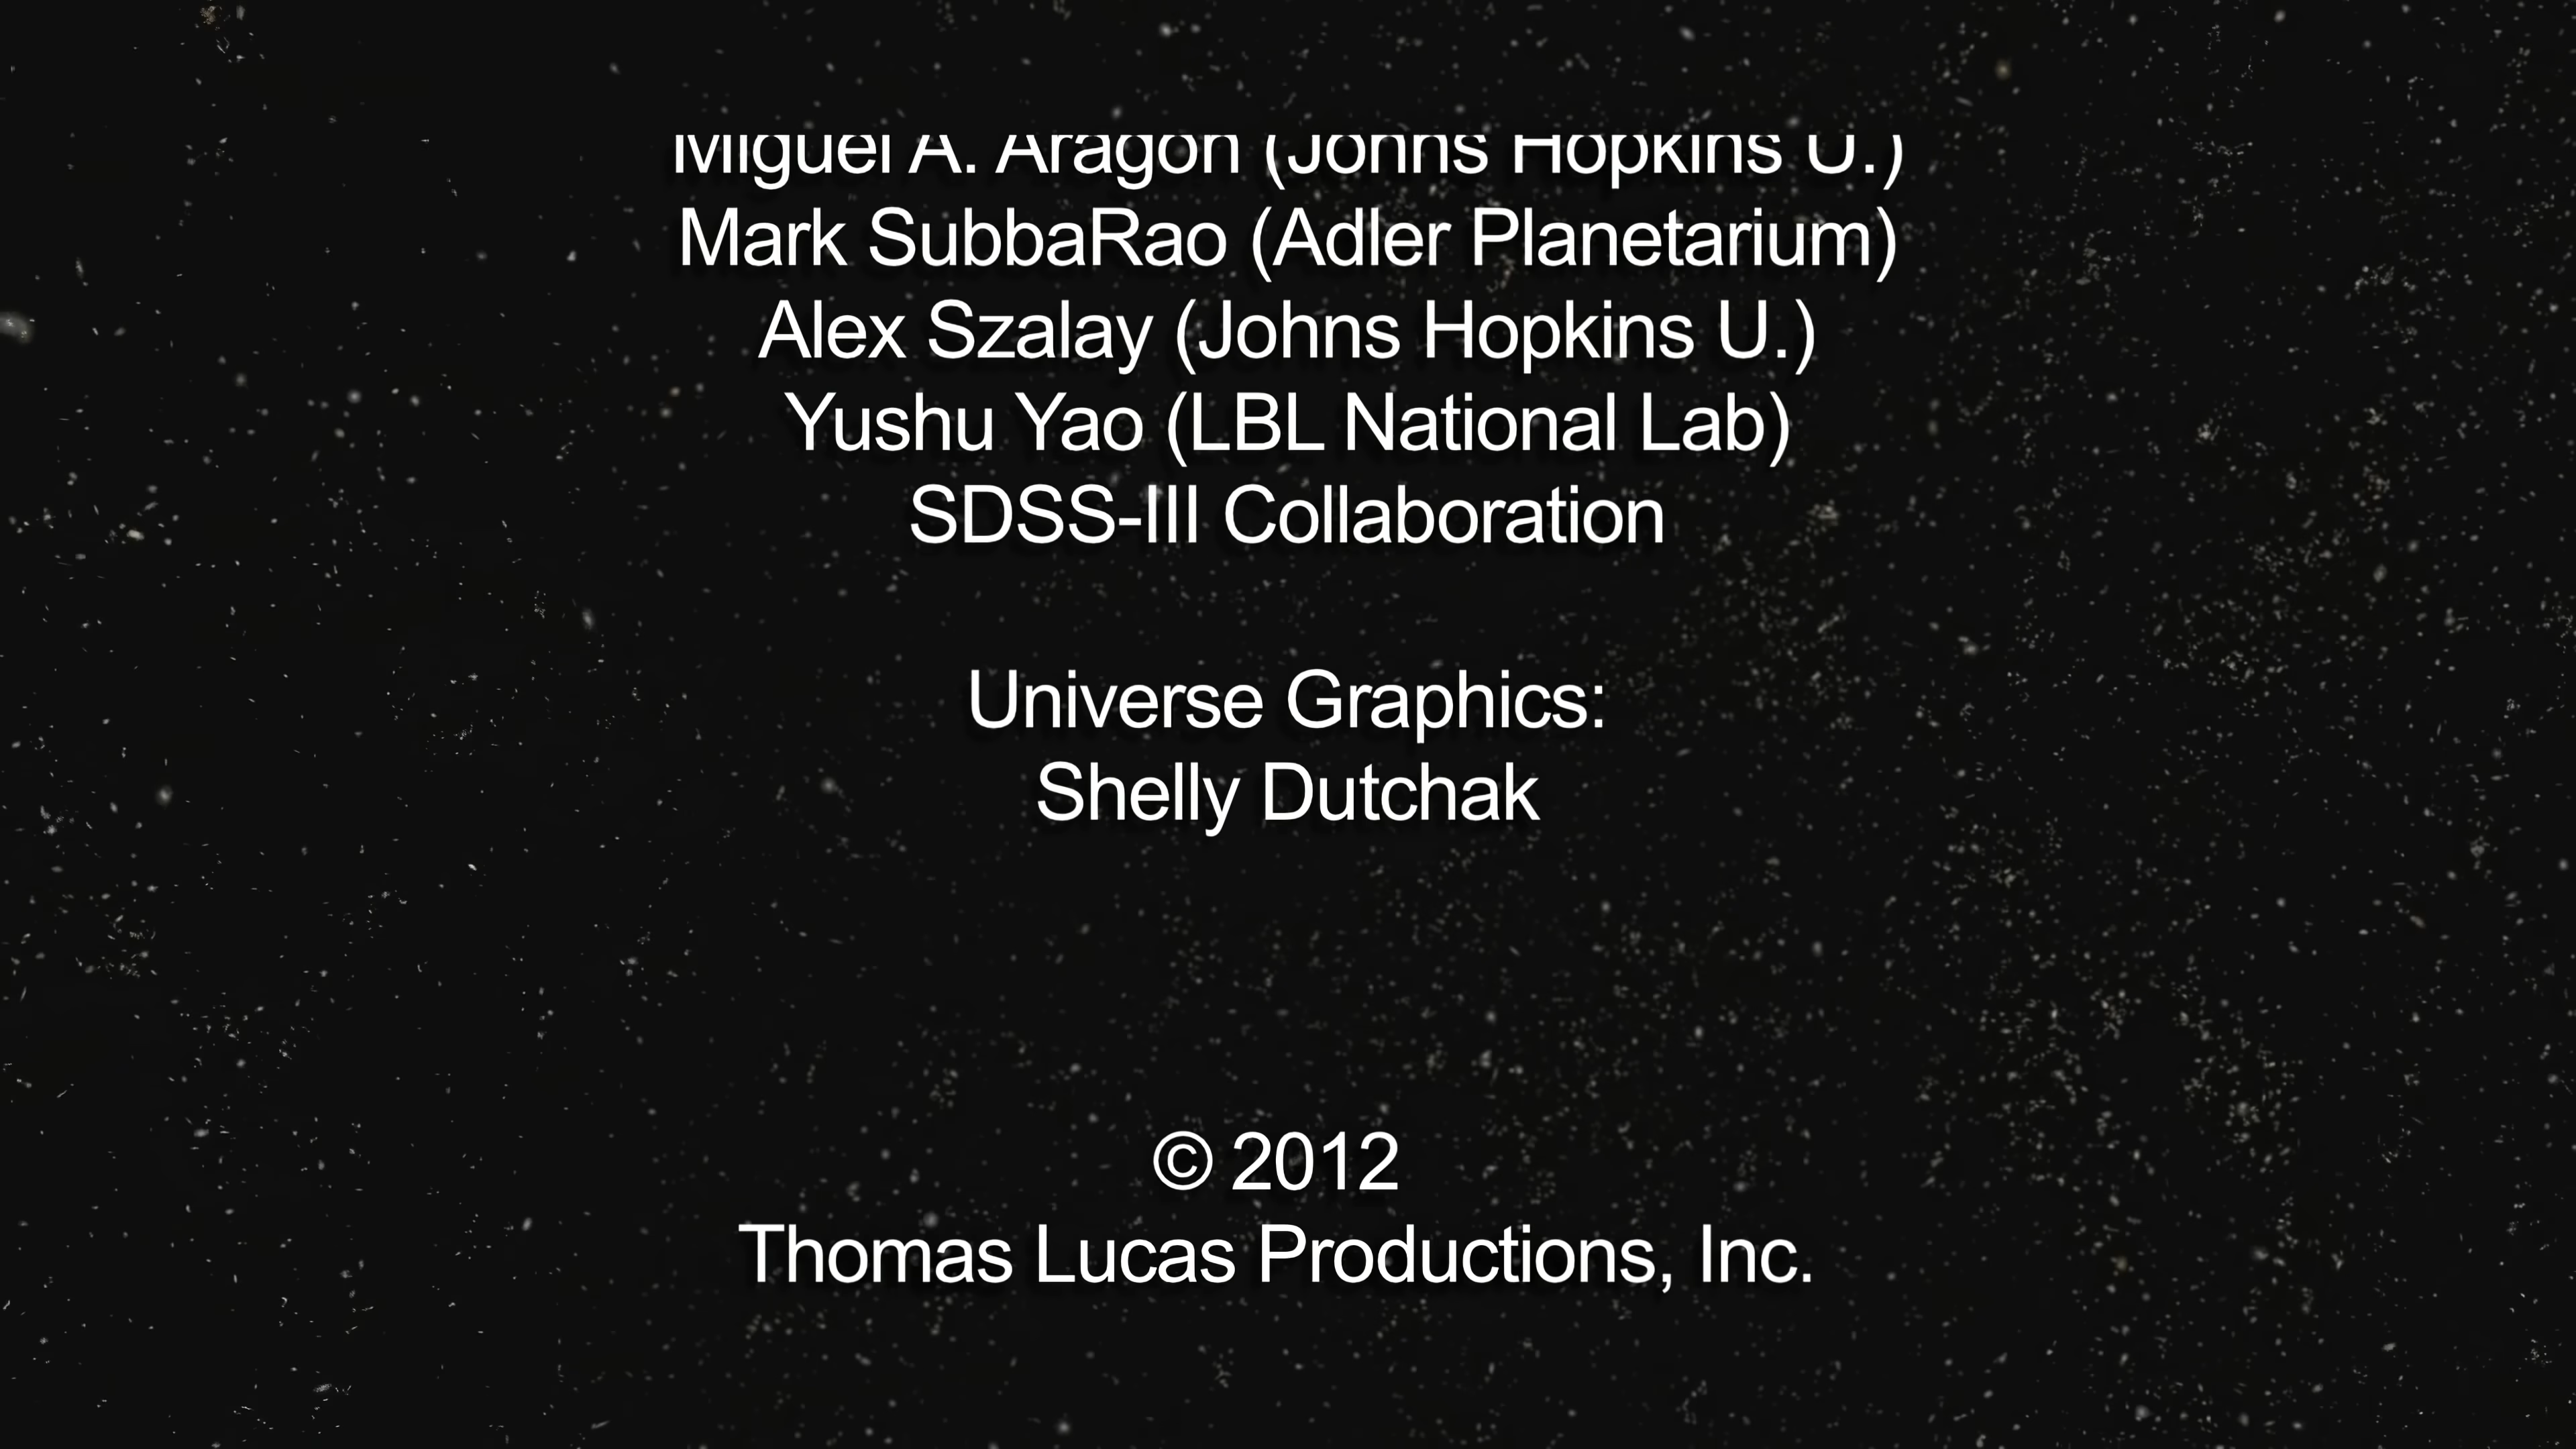 Miguel A. Aragon (Johns Hopkins U.)
Mark SubbaRao (Adler Planetarium)
Alex Szalay (Johns Hopkins U.)
Yushu Yao (LBL National Lab)
SDSS-III Collaboration
Universe Graphics:
Shelly Dutchak
© 2012
Thomas Lucas Productions, Inc.